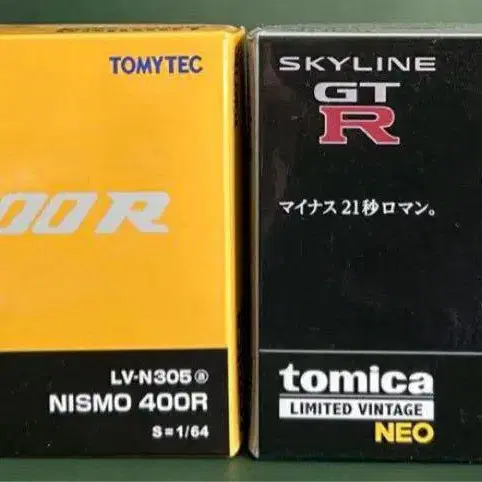 TOMYTEC
00R
LV-N305 ⓐ
NISMO 400R
S=1/64
SKYLINE
GT
R
マイナス21秒ロマン。
tomica
LIMITED VINTAGE
NEO